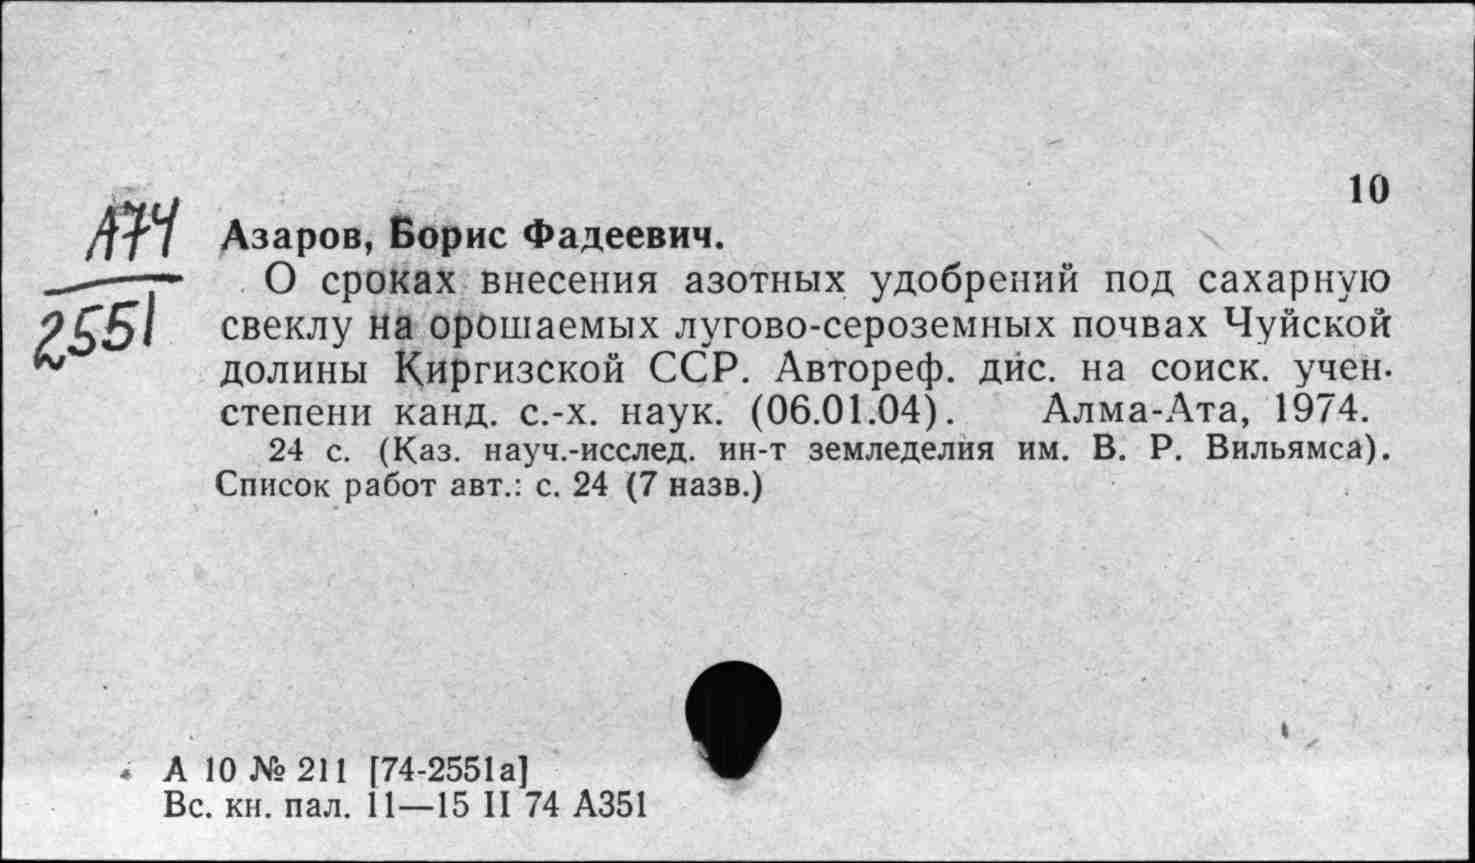 10
А74
2551
Азаров, Борис Фадеевич.
О сроках внесения азотных удобрений под сахарную
свеклу на орошаемых лугово-сероземных почвах Чуйской
долины Киргизской ССР. Автореф. дис. на соиск. учен.
степени канд. с.-х. наук. (06.01.04). Алма-Ата, 1974.
24 с. (Каз. науч.-исслед. ин-т земледелия им. В. Р. Вильямса).
Список работ авт.: с. 24 (7 назв.)
А 10 № 211 [74-2551а]
Вс. кн. пал. 11—15 II 74 А351